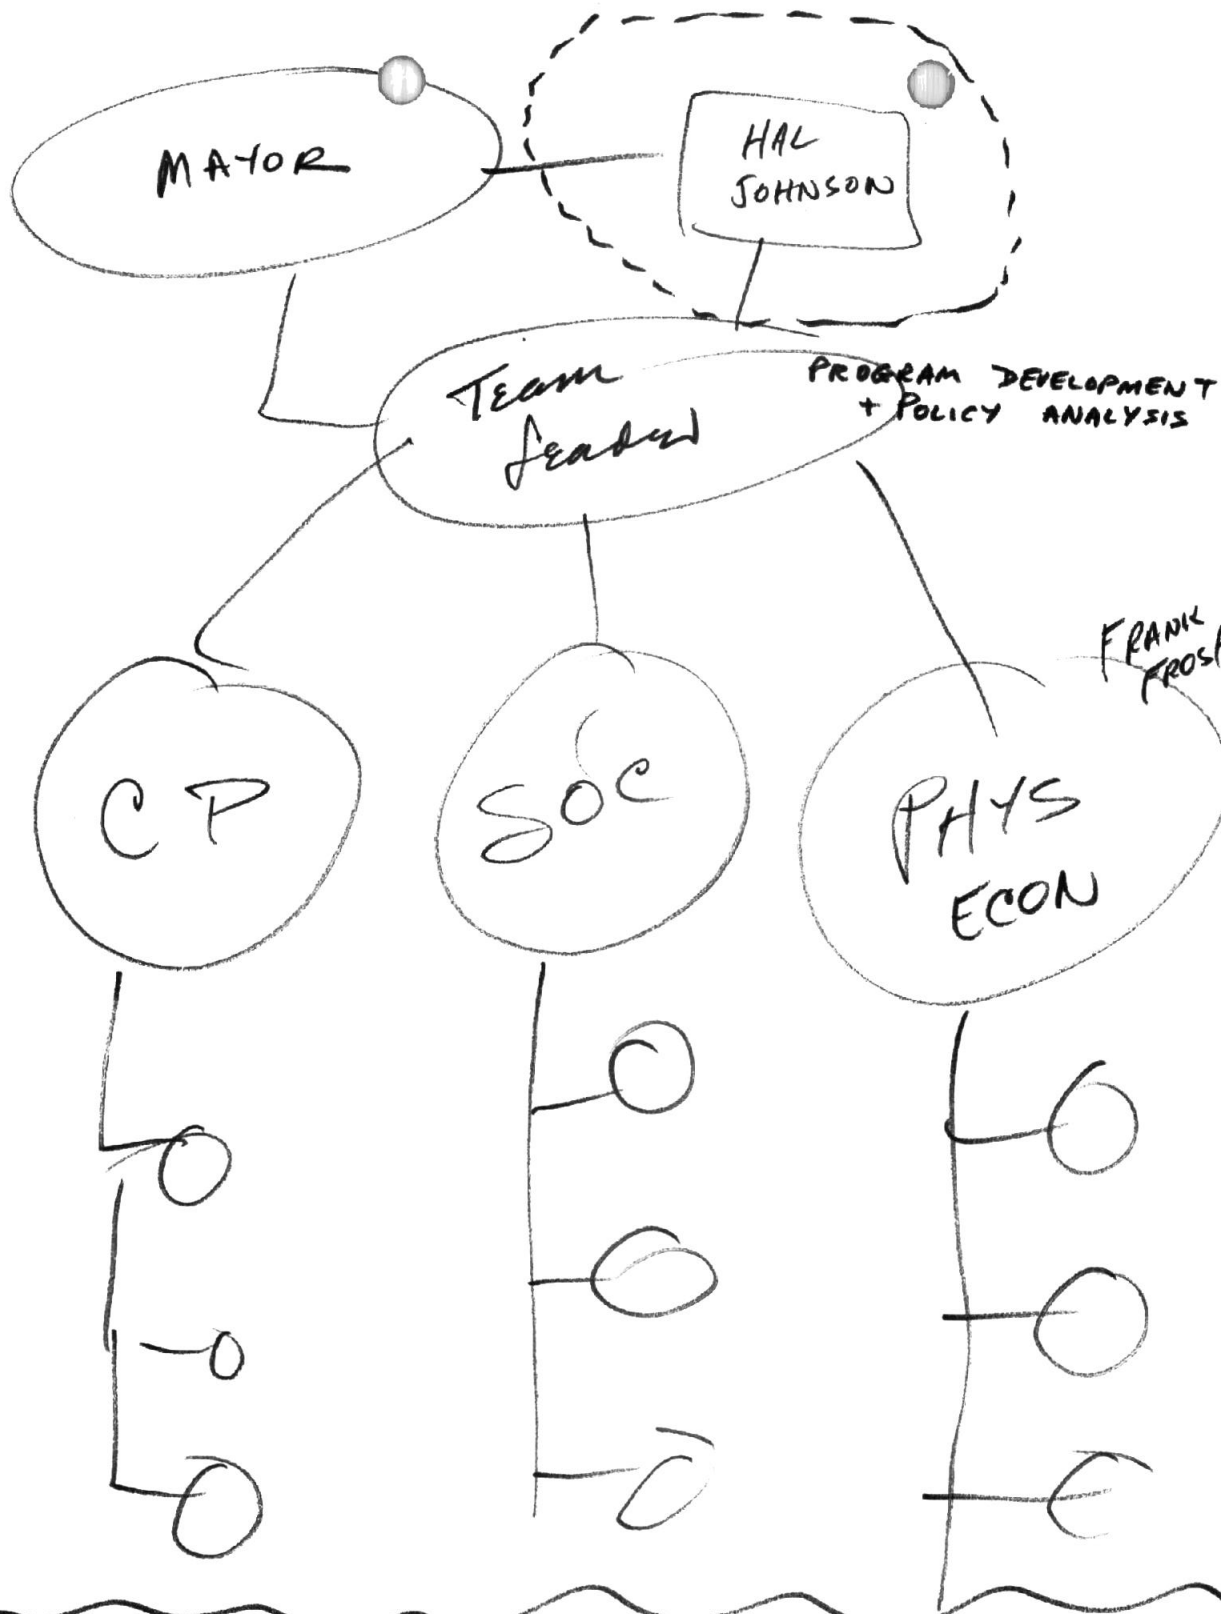 MAYOR
HAL
JOHNSON
Team
Leader
PROGRAM DEVELOPMENT
+ POLICY ANALYSIS
FRANK
CP
SOC
PHYS
ECON